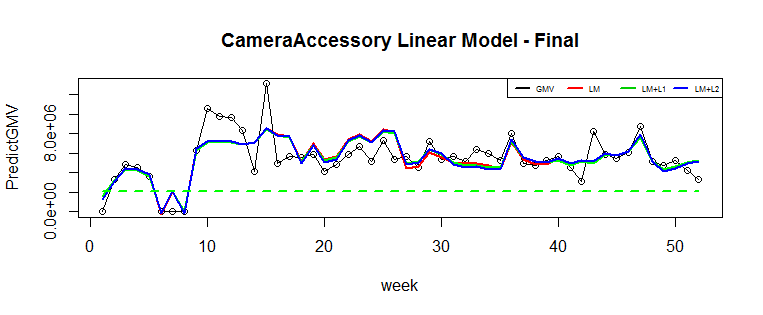 CameraAccessory Linear Model - Final
GMV LM LM+L1 LM+L2
PredictGMV
8.0e+06
0.0e+00
0 10 20 30 40 50
week